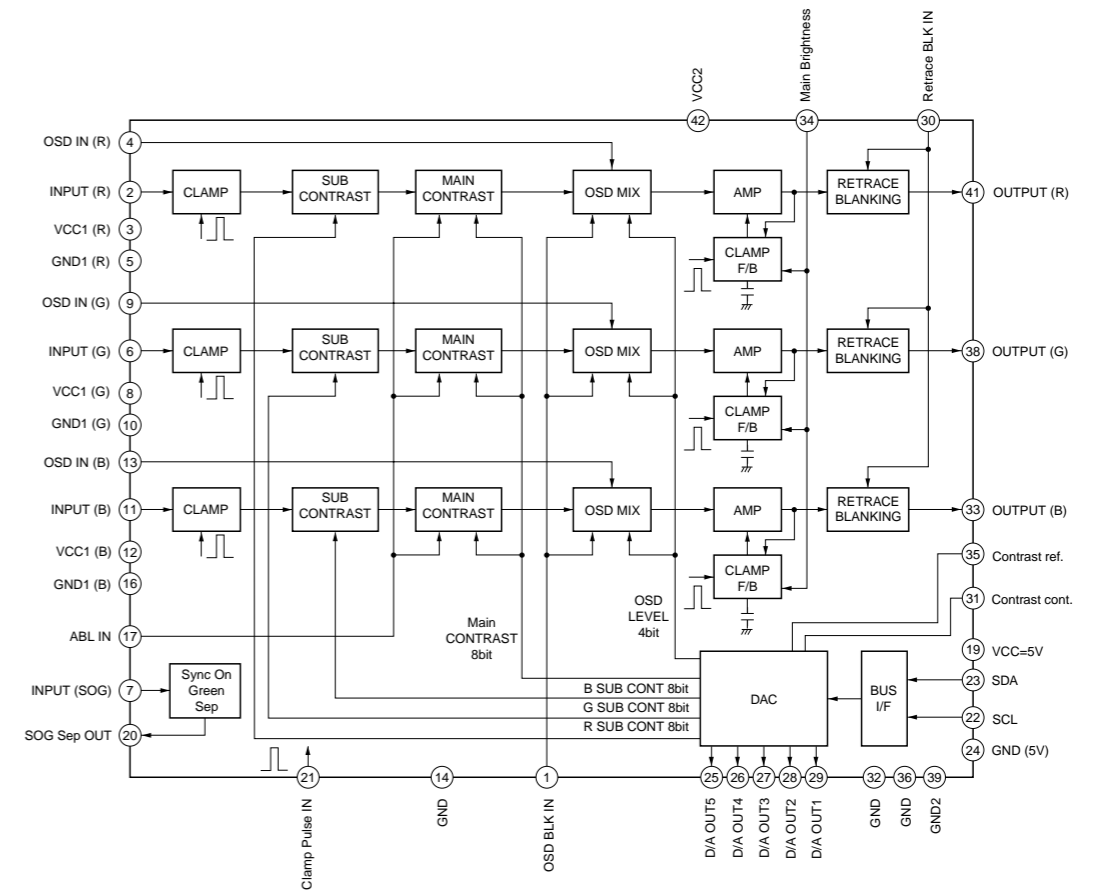 VCC2
Main Brightness
Retrace BLK IN
42
34
30
OSD IN (R)
4
INPUT (R)
2
CLAMP
SUB
CONTRAST
MAIN
CONTRAST
OSD MIX
AMP
RETRACE
BLANKING
41
OUTPUT (R)
VCC1 (R)
3
GND1 (R)
5
CLAMP
F/B
OSD IN (G)
9
INPUT (G)
6
CLAMP
SUB
CONTRAST
MAIN
CONTRAST
OSD MIX
AMP
RETRACE
BLANKING
38
OUTPUT (G)
VCC1 (G)
8
GND1 (G)
10
CLAMP
F/B
OSD IN (B)
13
INPUT (B)
11
CLAMP
SUB
CONTRAST
MAIN
CONTRAST
OSD MIX
AMP
RETRACE
BLANKING
33
OUTPUT (B)
VCC1 (B)
12
GND1 (B)
16
CLAMP
F/B
35
Contrast ref.
31
Contrast cont.
ABL IN
17
Main
CONTRAST
8bit
OSD
LEVEL
4bit
19
VCC=5V
INPUT (SOG)
7
Sync On
Green
Sep
B SUB CONT 8bit
G SUB CONT 8bit
R SUB CONT 8bit
DAC
BUS
I/F
23
SDA
22
SCL
SOG Sep OUT
20
24
GND (5V)
21
14
1
25
26
27
28
29
32
36
39
Clamp Pulse IN
GND
OSD BLK IN
D/A OUT5
D/A OUT4
D/A OUT3
D/A OUT2
D/A OUT1
GND
GND
GND2